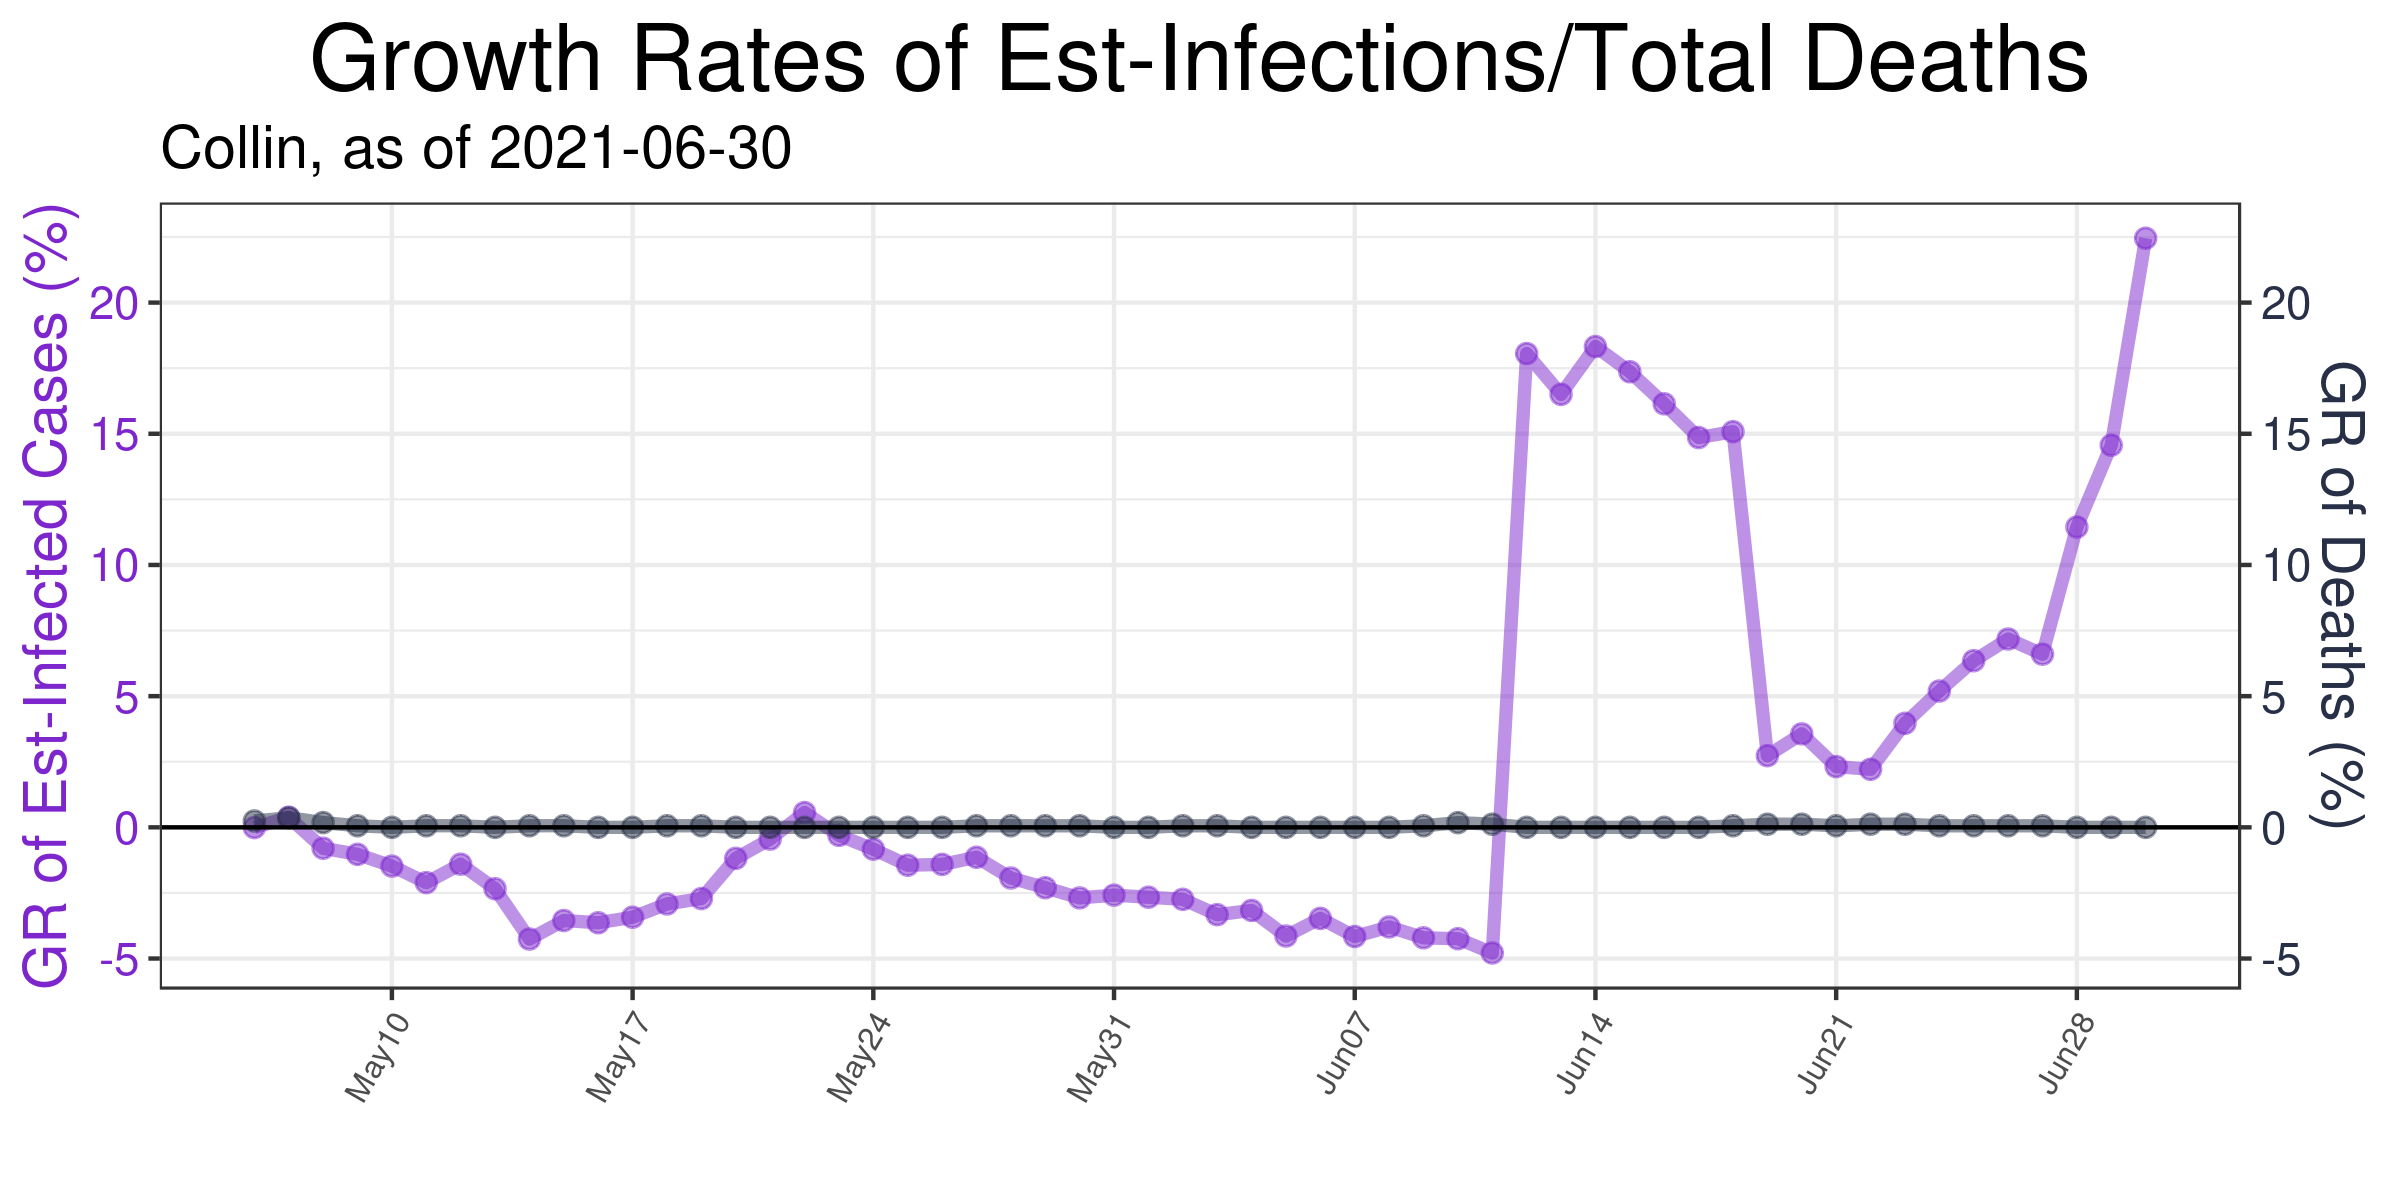 Growth Rates of Est-Infections/Total Deaths
Collin, as of 2021-06-30
GR of Est-Infected Cases (%)
20
15
10
5
0
-5
20
15
10
5
0
-5
GR of Deaths (%)
May10
May17
May24
May31
Jun07
Jun14
Jun21
Jun28